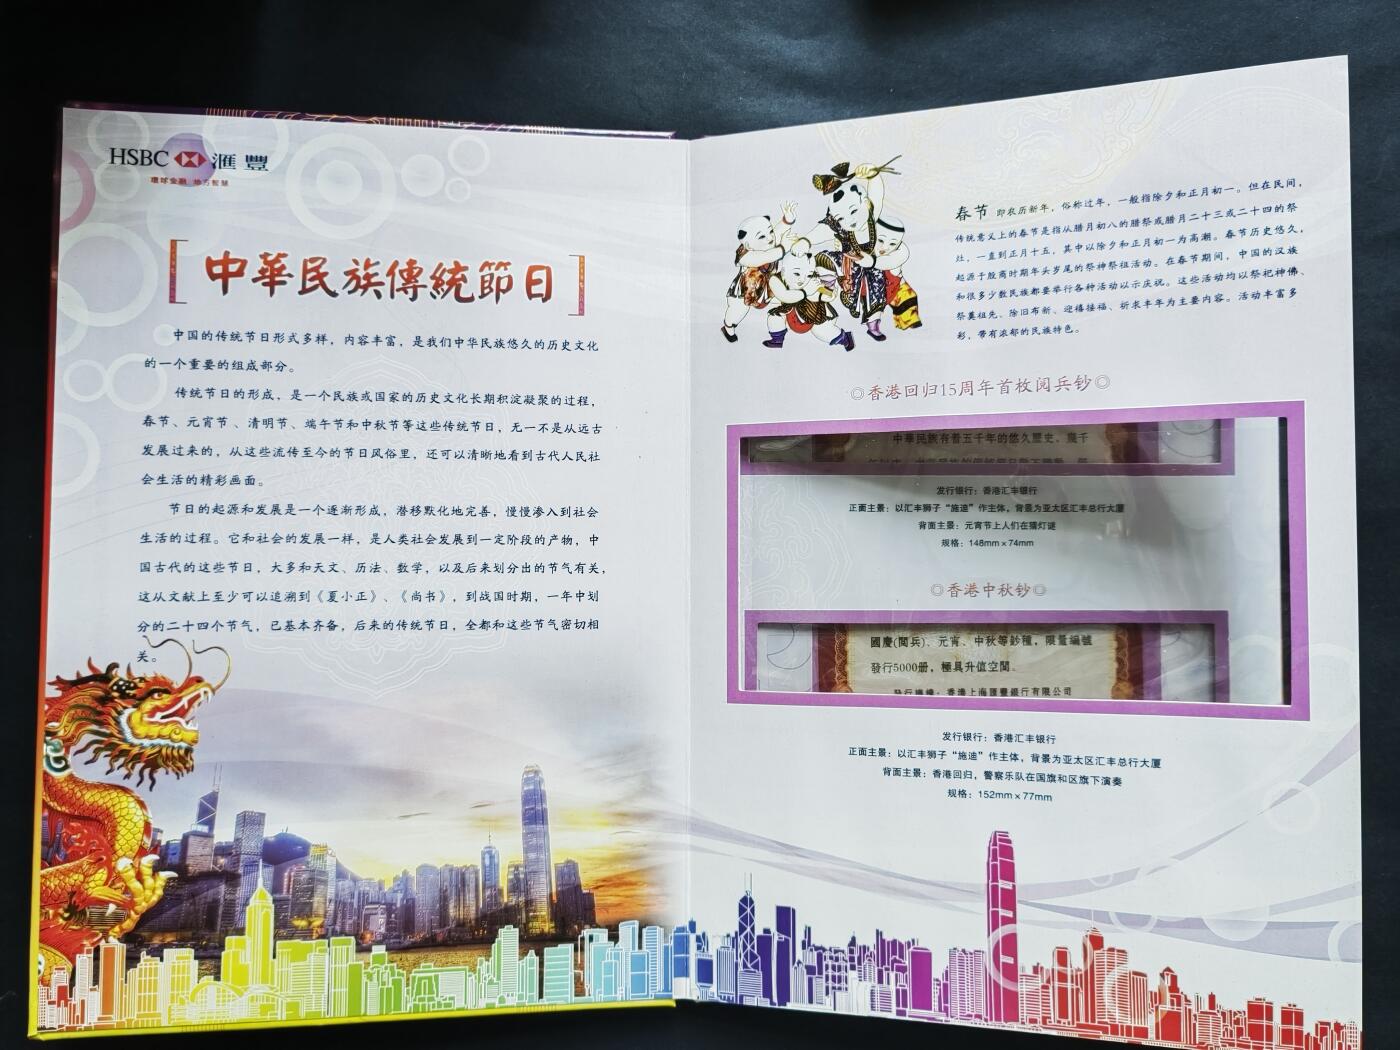 HSBC 滙豐
環球金融 地方智慧
中華民族傳統節日
中国的传统节日形式多样，内容丰富，是我们中华民族悠久的历史文化
的一个重要的组成部分。
传统节日的形成，是一个民族或国家的历史文化长期积淀凝聚的过程，
春节、元宵节、清明节、端午节和中秋节等这些传统节日，无一不是从远古
发展过来的，从这些流传至今的节日风俗里，还可以清晰地看到古代人民社
会生活的精彩画面。
节日的起源和发展是一个逐渐形成，潜移默化地完善，慢慢渗入到社会
生活的过程。它和社会的发展一样，是人类社会发展到一定阶段的产物，中
国古代的这些节日，大多和天文、历法、数学，以及后来划分出的节气有关，
这从文献上至少可以追溯到《夏小正》、《尚书》，到战国时期，一年中划
分的二十四个节气，已基本齐备，后来的传统节日，全都和这些节气密切相
关。
春节 即农历新年，俗称过年，一般指除夕和正月初一。但在民间，
传统意义上的春节是指从腊月初八的腊祭或腊月二十三或二十四的祭
灶，一直到正月十五，其中以除夕和正月初一为高潮。春节历史悠久，
起源于殷商时期年头岁尾的祭神祭祖活动。在春节期间，中国的汉族
和很多少数民族都要举行各种活动以示庆祝。这些活动均以祭祀神佛、
祭奠祖先、除旧布新、迎禧接福、祈求丰年为主要内容。活动丰富多
彩，带有浓郁的民族特色。
◎香港回归15周年首枚阅兵钞◎
中華民族有着五千年的悠久歷史，幾千
发行银行：香港汇丰银行
正面主景：以汇丰狮子“施迪”作主体，背景为亚太区汇丰总行大厦
背面主景：元宵节上人们在猜灯谜
规格：148mm×74mm
◎香港中秋钞◎
國慶(閲兵)、元宵、中秋等鈔種，限量編號
發行5000册，極具升值空間。
發行機構：香港上海匯豐銀行有限公司
发行银行：香港汇丰银行
正面主景：以汇丰狮子“施迪”作主体，背景为亚太区汇丰总行大厦
背面主景：香港回归，警察乐队在国旗和区旗下演奏
规格：152mm×77mm